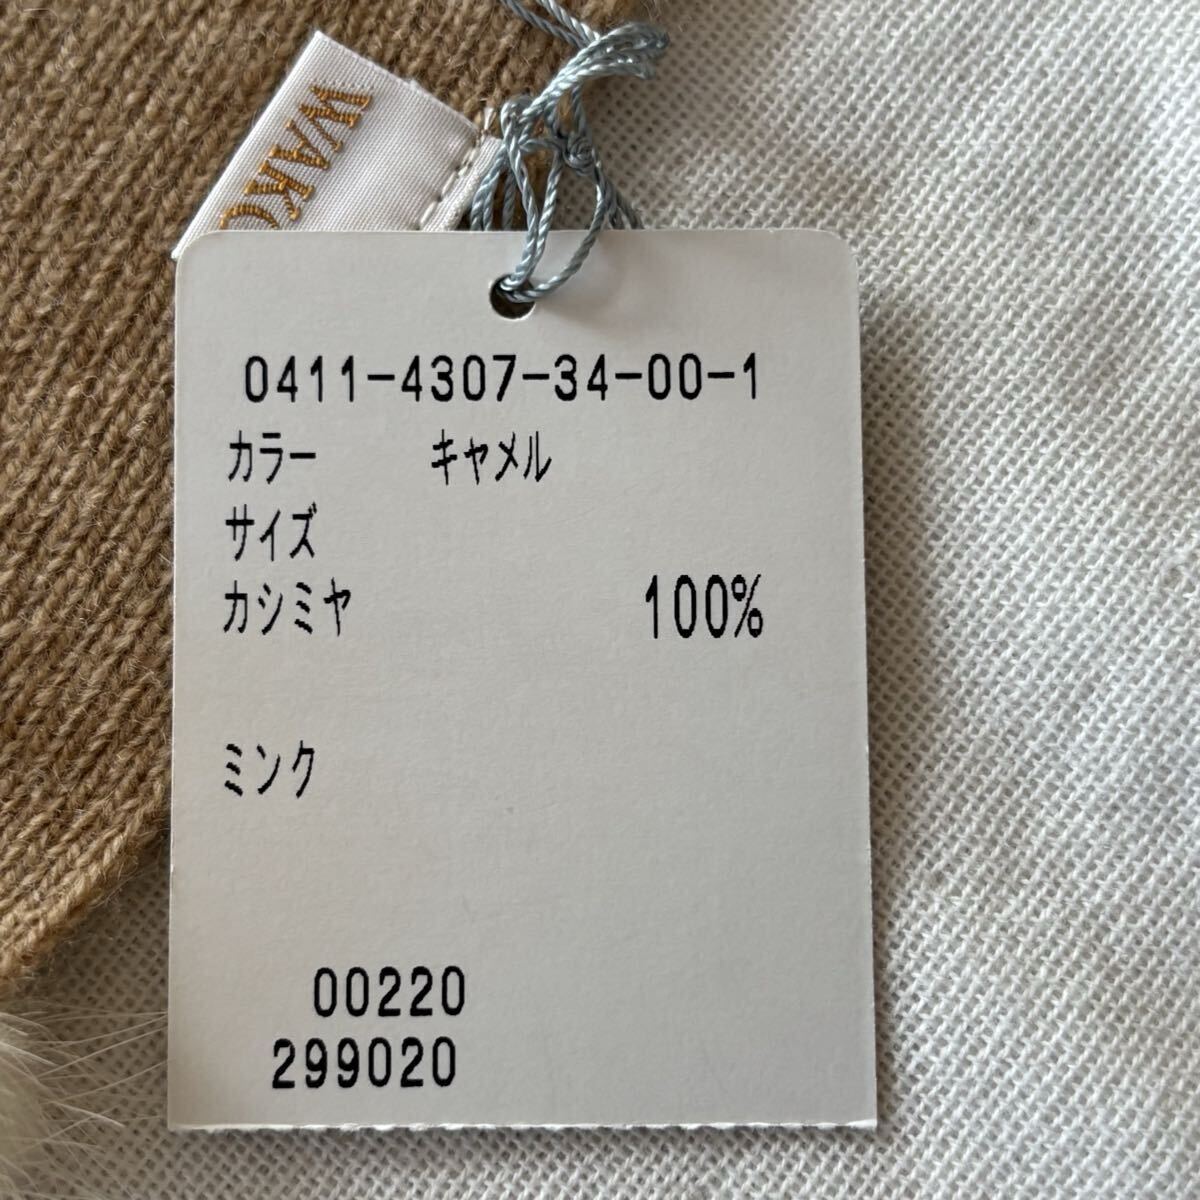 WAKO
0411-4307-34-00-1
カラー キャメル
サイズ
カシミヤ 100%
ミンク
00220
299020